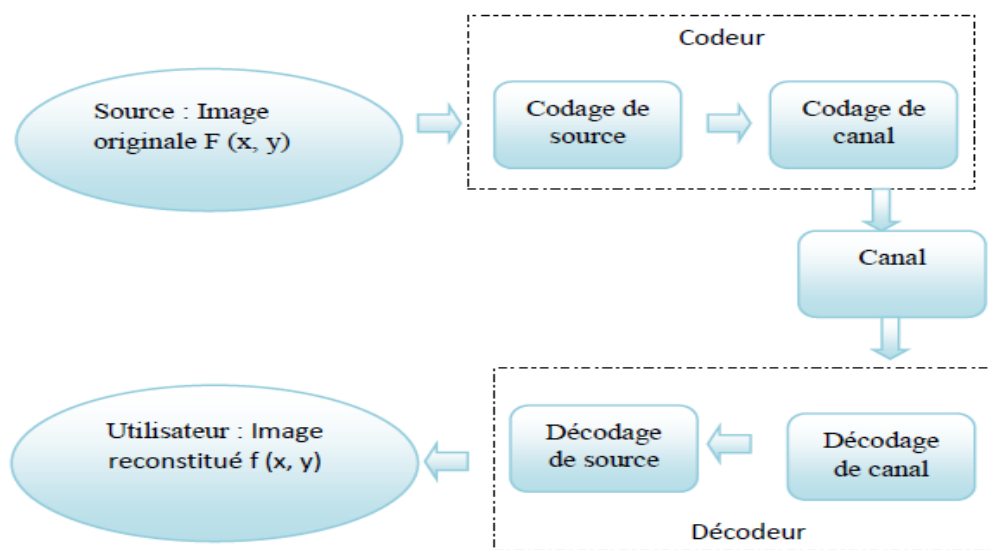 Codeur
Source : Image
originale F (x, y)
Codage de
source
Codage de
canal
Canal
Décodage
de canal
Décodage
de source
Utilisateur : Image
reconstitué f (x, y)
Décodeur